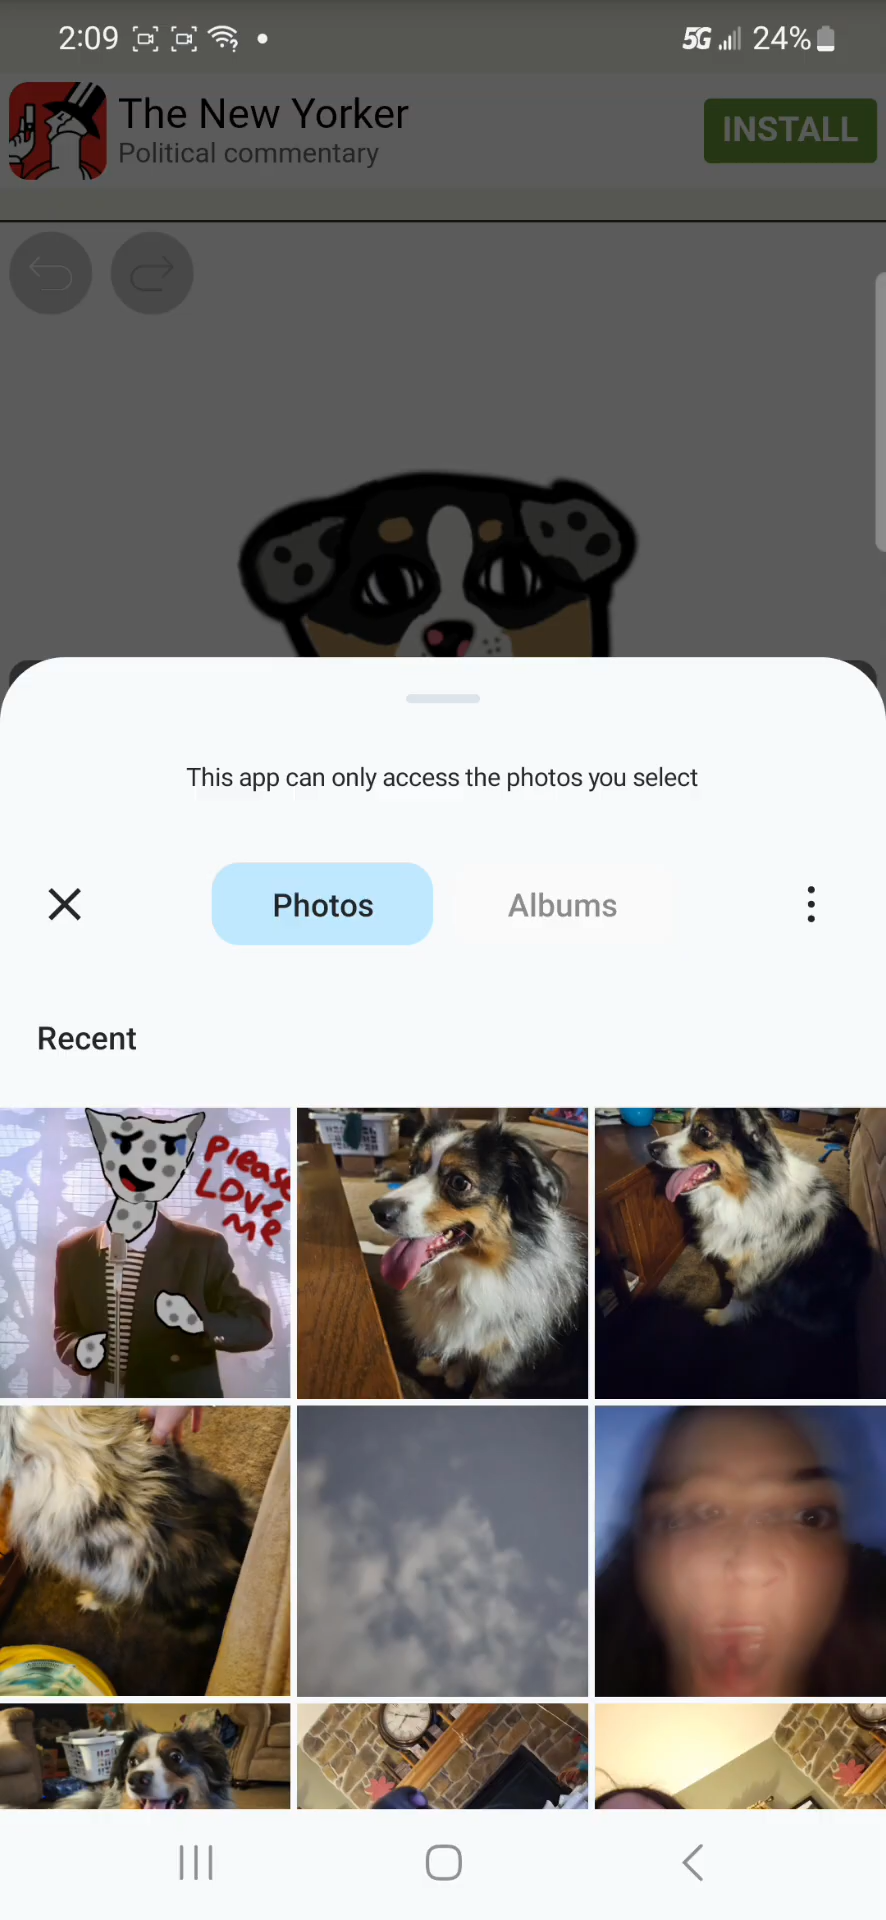 2:09
5G
24%
The New Yorker
Political commentary
INSTALL
This app can only access the photos you select
Photos
Albums
Recent
Please
LOVE
me